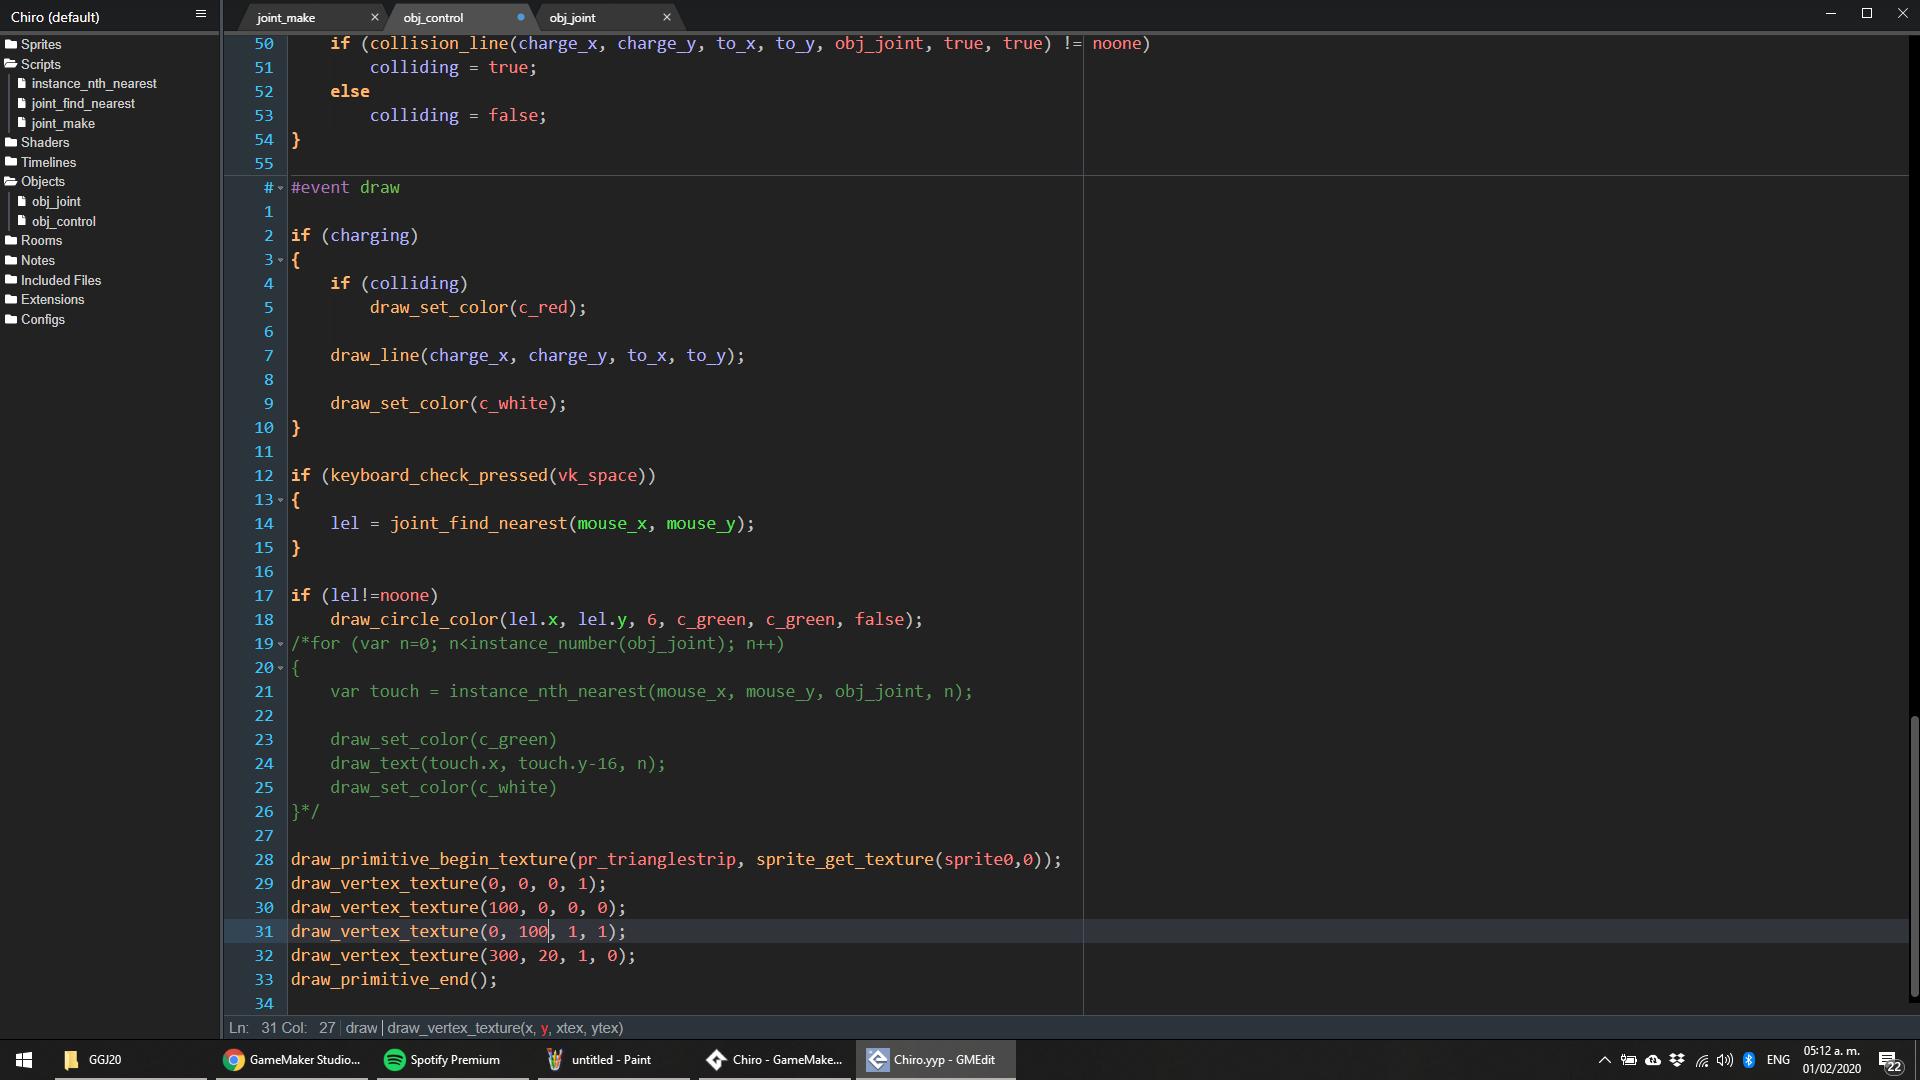 Chiro (default)
joint_make
obj_control
obj_joint
Sprites
Scripts
instance_nth_nearest
joint_find_nearest
joint_make
Shaders
Timelines
Objects
obj_joint
obj_control
Rooms
Notes
Included Files
Extensions
Configs
50 if (collision_line(charge_x, charge_y, to_x, to_y, obj_joint, true, true) != noone)
51 colliding = true;
52 else
53 colliding = false;
54 }
55
# #event draw
1
2 if (charging)
3 {
4 if (colliding)
5 draw_set_color(c_red);
6
7 draw_line(charge_x, charge_y, to_x, to_y);
8
9 draw_set_color(c_white);
10 }
11
12 if (keyboard_check_pressed(vk_space))
13 {
14 lel = joint_find_nearest(mouse_x, mouse_y);
15 }
16
17 if (lel!=noone)
18 draw_circle_color(lel.x, lel.y, 6, c_green, c_green, false);
19 /*for (var n=0; n<instance_number(obj_joint); n++)
20 {
21 var touch = instance_nth_nearest(mouse_x, mouse_y, obj_joint, n);
22
23 draw_set_color(c_green)
24 draw_text(touch.x, touch.y-16, n);
25 draw_set_color(c_white)
26 }*/
27
28 draw_primitive_begin_texture(pr_trianglestrip, sprite_get_texture(sprite0,0));
29 draw_vertex_texture(0, 0, 0, 1);
30 draw_vertex_texture(100, 0, 0, 0);
31 draw_vertex_texture(0, 100, 1, 1);
32 draw_vertex_texture(300, 20, 1, 0);
33 draw_primitive_end();
34
Ln: 31 Col: 27 draw draw_vertex_texture(x, y, xtex, ytex)
GGJ20
GameMaker Studio...
Spotify Premium
untitled - Paint
Chiro - GameMake...
Chiro.yyp - GMEdit
ENG
05:12 a. m.
01/02/2020
22